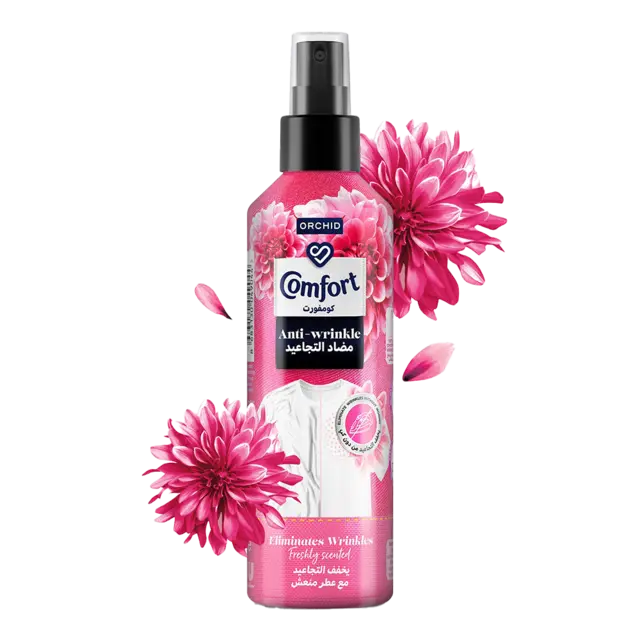 ORCHID
Comfort
كومفورت
Anti-wrinkle
مضاد التجاعيد
Eliminates Wrinkles
Freshly scented
يخفف التجاعيد
مع عطر منعش